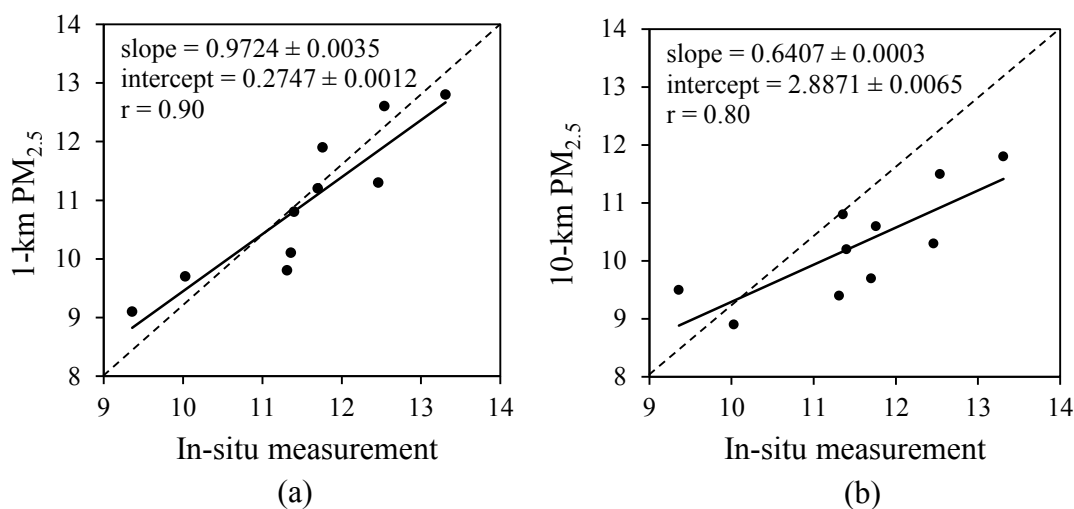 slope = 0.9724 ± 0.0035
intercept = 0.2747 ± 0.0012
r = 0.90
14
13
12
11
10
9
8
1-km PM2.5
9 10 11 12 13 14
In-situ measurement
(a)
slope = 0.6407 ± 0.0003
intercept = 2.8871 ± 0.0065
r = 0.80
14
13
12
11
10
9
8
10-km PM2.5
9 10 11 12 13 14
In-situ measurement
(b)